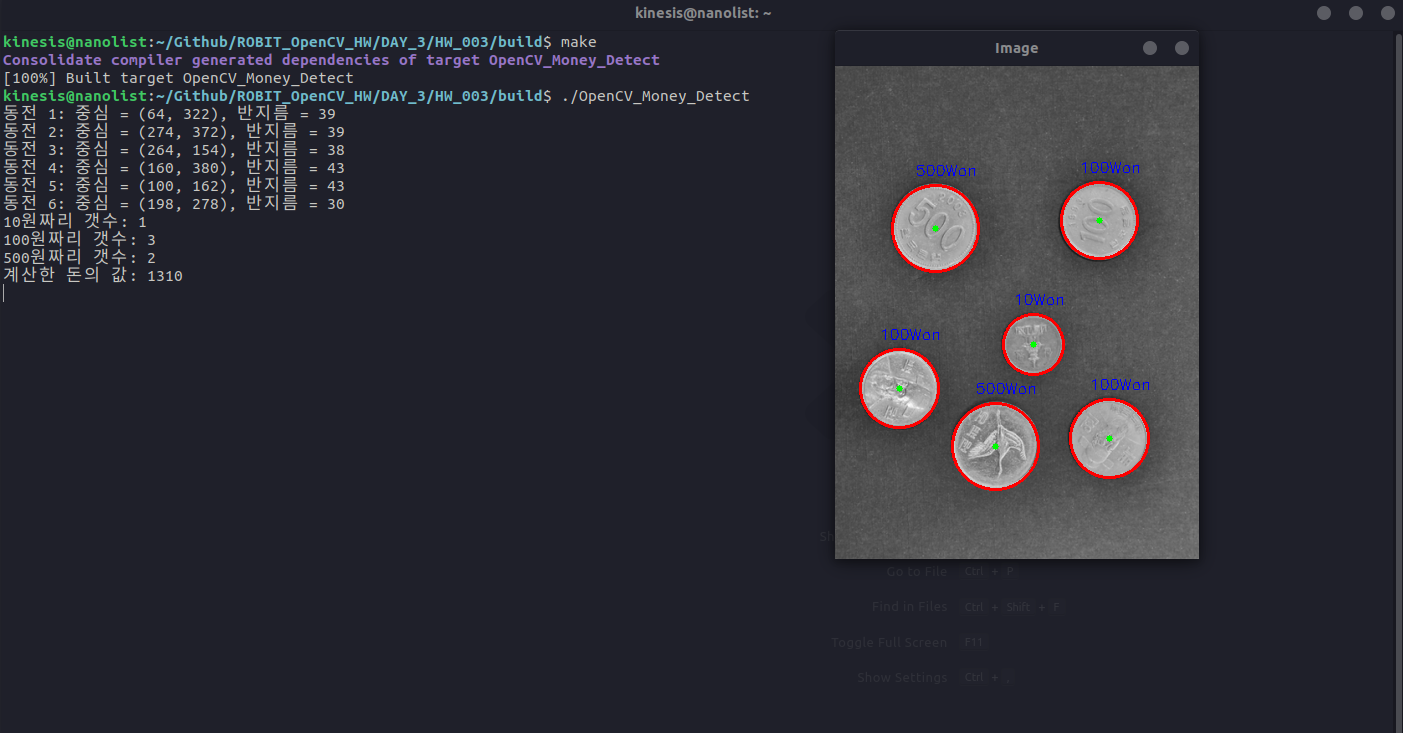 kinesis@nanolist: ~
kinesis@nanolist:~/Github/ROBIT_OpenCV_HW/DAY_3/HW_003/build$ make
Consolidate compiler generated dependencies of target OpenCV_Money_Detect
[100%] Built target OpenCV_Money_Detect
kinesis@nanolist:~/Github/ROBIT_OpenCV_HW/DAY_3/HW_003/build$ ./OpenCV_Money_Detect
동전 1: 중심 = (64, 322), 반지름 = 39
동전 2: 중심 = (274, 372), 반지름 = 39
동전 3: 중심 = (264, 154), 반지름 = 38
동전 4: 중심 = (160, 380), 반지름 = 43
동전 5: 중심 = (100, 162), 반지름 = 43
동전 6: 중심 = (198, 278), 반지름 = 30
10원짜리 갯수: 1
100원짜리 갯수: 3
500원짜리 갯수: 2
계산한 돈의 값: 1310
Image
500Won
100Won
500
100
10Won
100Won
500Won
100Won
Go to File Ctrl + P
Find in Files Ctrl + Shift + F
Toggle Full Screen F11
Show Settings Ctrl + ,